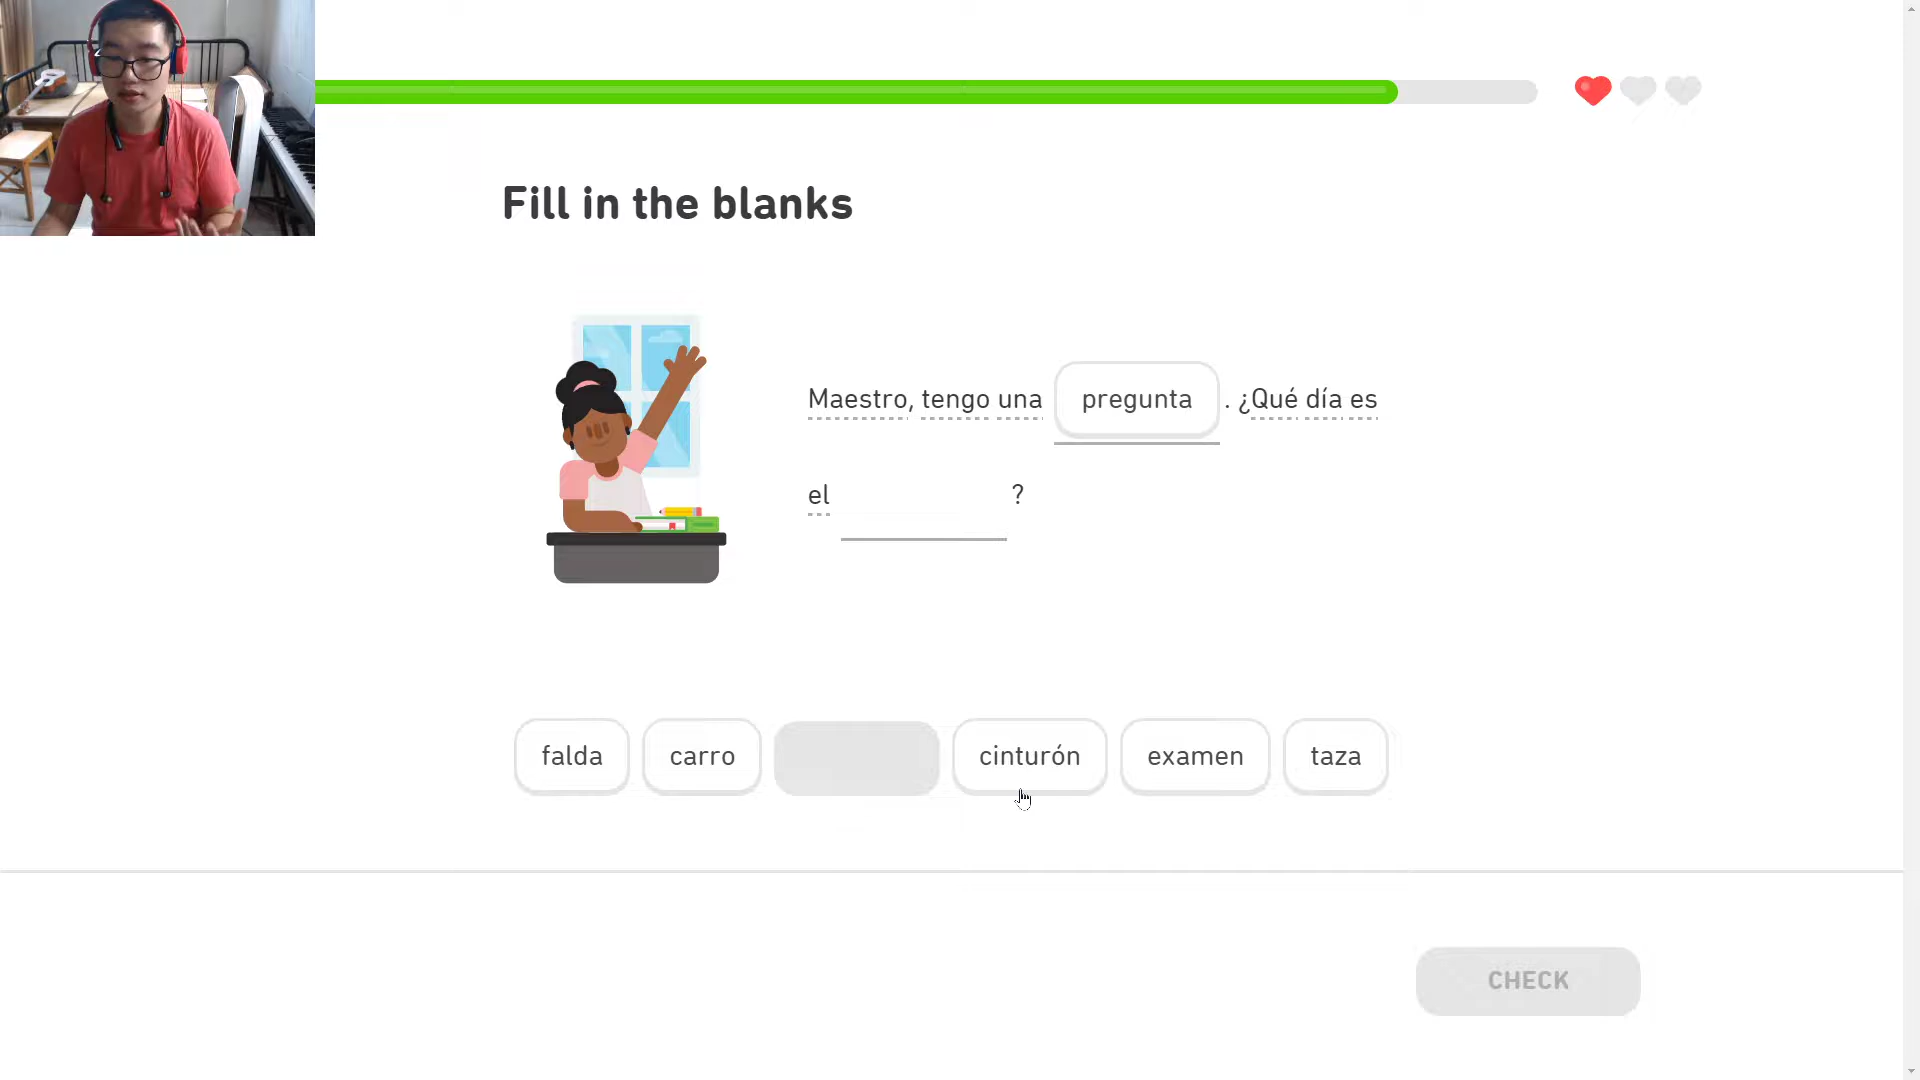 Fill in the blanks
Maestro, tengo una pregunta . ¿Qué día es
el ?
falda carro cinturón examen taza
CHECK